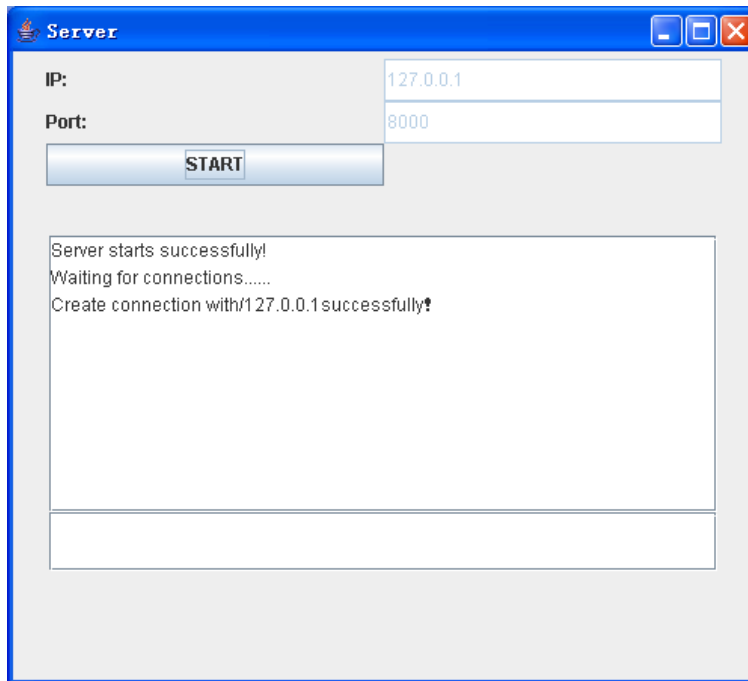 Server
IP:
127.0.0.1
Port:
8000
START
Server starts successfully!
Waiting for connections......
Create connection with/127.0.0.1successfully!